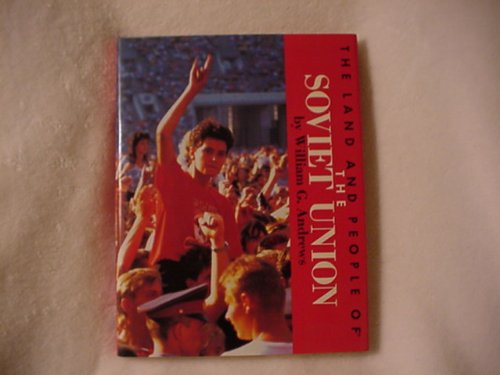 THE LAND AND PEOPLE OF
THE
SOVIET UNION
by William G. Andrews